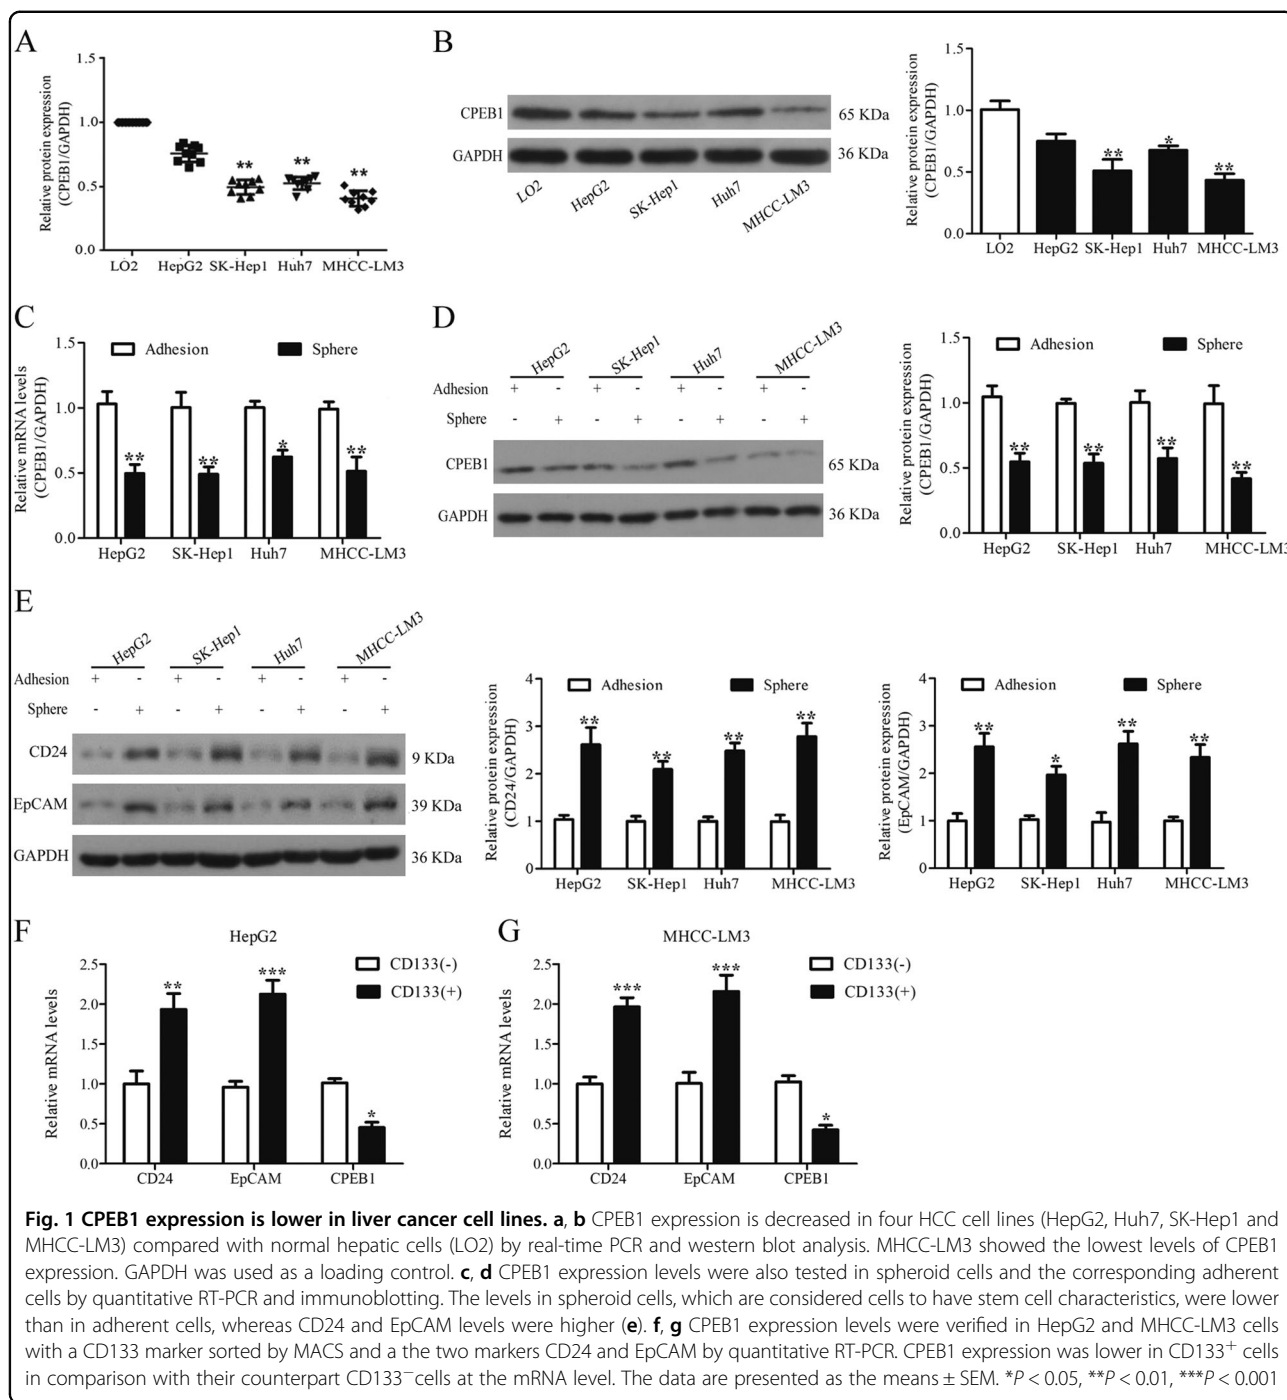 A
Relative protein expression
(CPEB1/GAPDH)
1.5
1.0
0.5
0.0
**
**
**
LO2 HepG2 SK-Hep1 Huh7 MHCC-LM3
B
CPEB1
65 KDa
GAPDH
36 KDa
LO2 HepG2 SK-Hep1 Huh7 MHCC-LM3
Relative protein expression
(CPEB1/GAPDH)
1.5
1.0
0.5
0.0
**
*
**
LO2 HepG2 SK-Hep1 Huh7 MHCC-LM3
C
Relative mRNA levels
(CPEB1/GAPDH)
1.5
1.0
0.5
0.0
Adhesion Sphere
** ** * **
HepG2 SK-Hep1 Huh7 MHCC-LM3
D
HepG2 SK-Hep1 Huh7 MHCC-LM3
Adhesion + - + - + - + -
Sphere - + - + - + - +
CPEB1 65 KDa
GAPDH 36 KDa
Relative protein expression
(CPEB1/GAPDH)
1.5
1.0
0.5
0.0
Adhesion Sphere
** ** ** **
HepG2 SK-Hep1 Huh7 MHCC-LM3
E
HepG2 SK-Hep1 Huh7 MHCC-LM3
Adhesion + - + - + - + -
Sphere - + - + - + - +
CD24 9 KDa
EpCAM 39 KDa
GAPDH 36 KDa
Relative protein expression
(CD24/GAPDH)
4
3
2
1
0
Adhesion Sphere
** ** ** **
HepG2 SK-Hep1 Huh7 MHCC-LM3
Relative protein expression
(EpCAM/GAPDH)
4
3
2
1
0
Adhesion Sphere
** * ** **
HepG2 SK-Hep1 Huh7 MHCC-LM3
F
HepG2
Relative mRNA levels
2.5
2.0
1.5
1.0
0.5
0.0
CD133(-)
CD133(+)
** *** *
CD24 EpCAM CPEB1
G
MHCC-LM3
Relative mRNA levels
2.5
2.0
1.5
1.0
0.5
0.0
CD133(-)
CD133(+)
*** *** *
CD24 EpCAM CPEB1
Fig. 1 CPEB1 expression is lower in liver cancer cell lines. a, b CPEB1 expression is decreased in four HCC cell lines (HepG2, Huh7, SK-Hep1 and
MHCC-LM3) compared with normal hepatic cells (LO2) by real-time PCR and western blot analysis. MHCC-LM3 showed the lowest levels of CPEB1
expression. GAPDH was used as a loading control. c, d CPEB1 expression levels were also tested in spheroid cells and the corresponding adherent
cells by quantitative RT-PCR and immunoblotting. The levels in spheroid cells, which are considered cells to have stem cell characteristics, were lower
than in adherent cells, whereas CD24 and EpCAM levels were higher (e). f, g CPEB1 expression levels were verified in HepG2 and MHCC-LM3 cells
with a CD133 marker sorted by MACS and a the two markers CD24 and EpCAM by quantitative RT-PCR. CPEB1 expression was lower in CD133⁺ cells
in comparison with their counterpart CD133⁻cells at the mRNA level. The data are presented as the means ± SEM. *P < 0.05, **P < 0.01, ***P < 0.001